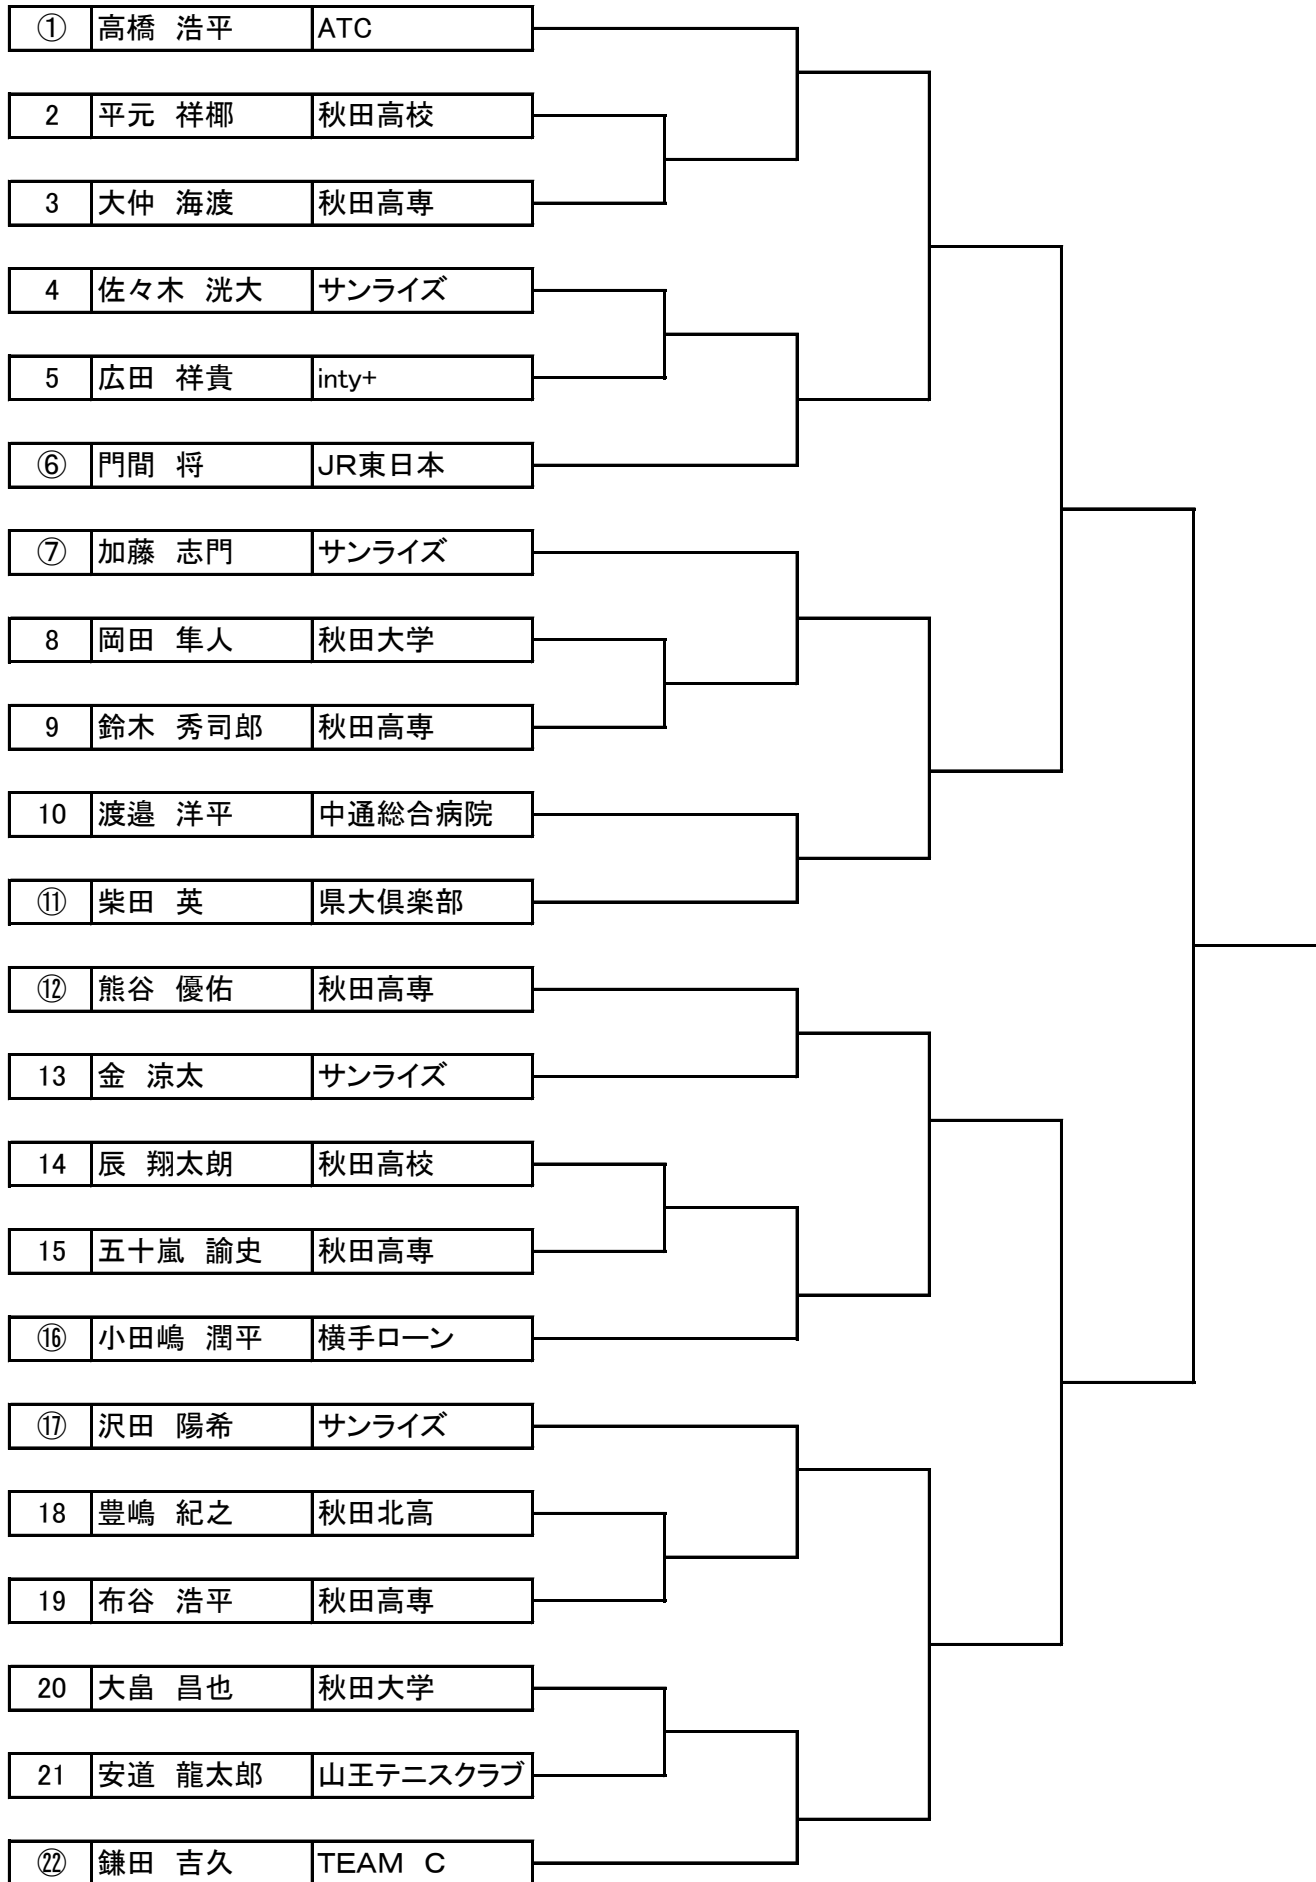 ① 高橋 浩平 ATC
2 平元 祥椰 秋田高校
3 大仲 海渡 秋田高専
4 佐々木 洸大 サンライズ
5 広田 祥貴 inty+
⑥ 門間 将 JR東日本
⑦ 加藤 志門 サンライズ
8 岡田 隼人 秋田大学
9 鈴木 秀司郎 秋田高専
10 渡邉 洋平 中通総合病院
⑪ 柴田 英 県大倶楽部
⑫ 熊谷 優佑 秋田高専
13 金 涼太 サンライズ
14 辰 翔太朗 秋田高校
15 五十嵐 諭史 秋田高専
⑯ 小田嶋 潤平 横手ローン
⑰ 沢田 陽希 サンライズ
18 豊嶋 紀之 秋田北高
19 布谷 浩平 秋田高専
20 大畠 昌也 秋田大学
21 安道 龍太郎 山王テニスクラブ
㉒ 鎌田 吉久 TEAM C